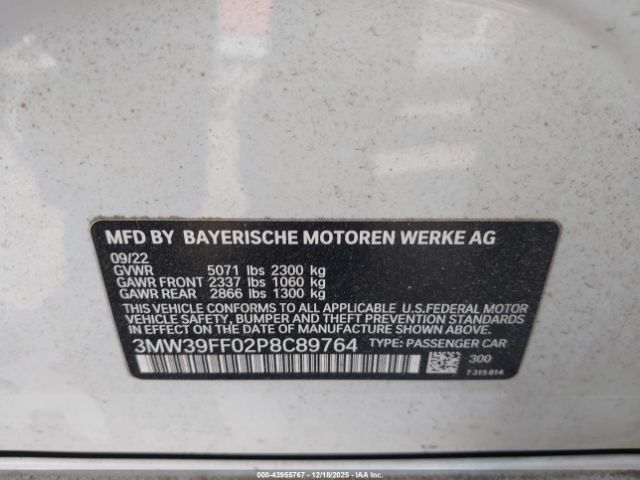 MFD BY BAYERISCHE MOTOREN WERKE AG
09/22
GVWR 5071 lbs 2300 kg
GAWR FRONT 2337 lbs 1060 kg
GAWR REAR 2866 lbs 1300 kg
THIS VEHICLE CONFORMS TO ALL APPLICABLE U.S.FEDERAL MOTOR
VEHICLE SAFETY, BUMPER AND THEFT PREVENTION STANDARDS
IN EFFECT ON THE DATE OF MANUFACTURE SHOWN ABOVE.
3MW39FF02P8C89764 TYPE: PASSENGER CAR
300
7 315 814
000-43955767 - 12/18/2025 - IAA, Inc.